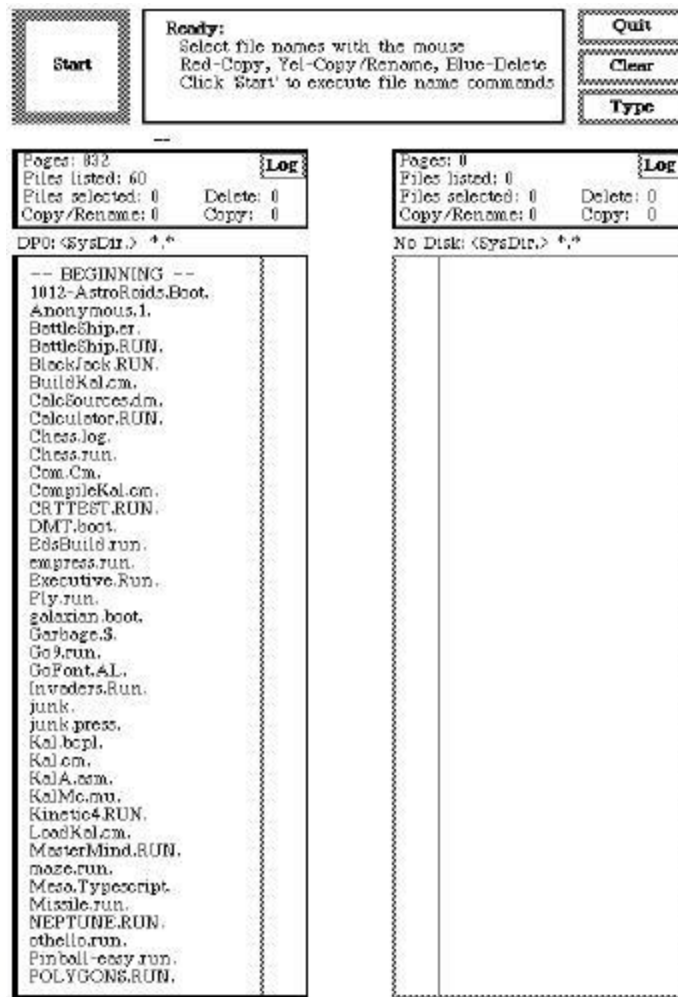 Start
Ready:
Select file names with the mouse
Red-Copy, Yel-Copy/Rename, Blue-Delete
Click 'Start' to execute file name commands
Quit
Clear
Type
--
Pages: 832
Log
Files listed: 60
Files selected: 0 Delete: 0
Copy/Rename: 0 Copy: 0
DP0: <SysDir.> *.*
-- BEGINNING --
1012-AstroRoids.Boot.
Anonymous.1.
BattleShip.er.
BattleShip.RUN.
BlackJack.RUN.
BuildKal.cm.
CalcSources.dm.
Calculator.RUN.
Chess.log.
Chess.run.
Com.Cm.
CompileKal.cm.
CRTTEST.RUN.
DMT.boot.
EdsBuild.run.
empress.run.
Executive.Run.
Fly.run.
galaxian.boot.
Garbage.$.
Go9.run.
GoFont.AL.
Invaders.Run.
junk.
junk.press.
Kal.bcpl.
Kal.cm.
KalA.asm.
KalMc.mu.
Kinetic4.RUN.
LoadKal.cm.
MasterMind.RUN.
maze.run.
Mesa.Typescript.
Missile.run.
NEPTUNE.RUN.
othello.run.
Pinball-easy.run.
POLYGONS.RUN.
Pages: 0
Log
Files listed: 0
Files selected: 0 Delete: 0
Copy/Rename: 0 Copy: 0
No Disk: <SysDir.> *.*